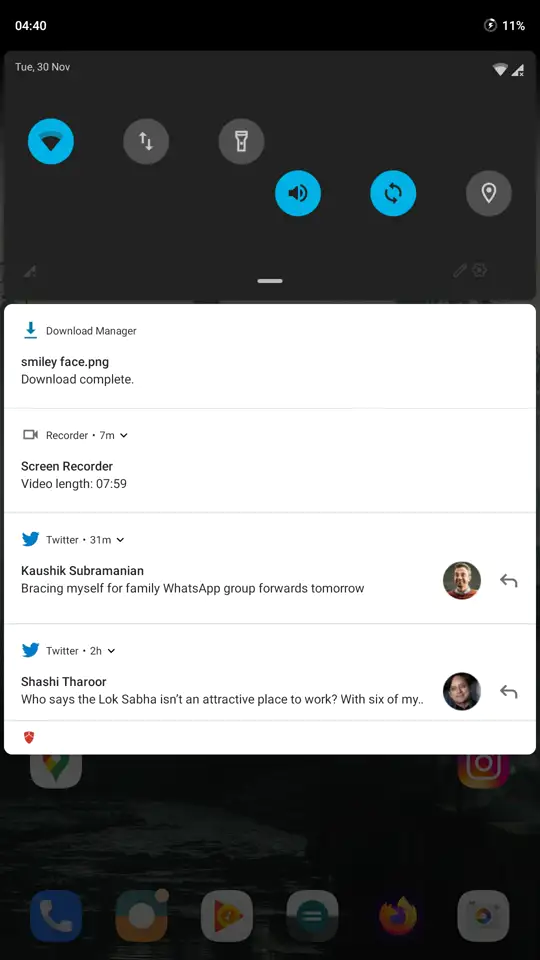 04:40
11%
Tue, 30 Nov
Download Manager
smiley face.png
Download complete.
Recorder • 7m
Screen Recorder
Video length: 07:59
Twitter • 31m
Kaushik Subramanian
Bracing myself for family WhatsApp group forwards tomorrow
Twitter • 2h
Shashi Tharoor
Who says the Lok Sabha isn’t an attractive place to work? With six of my..